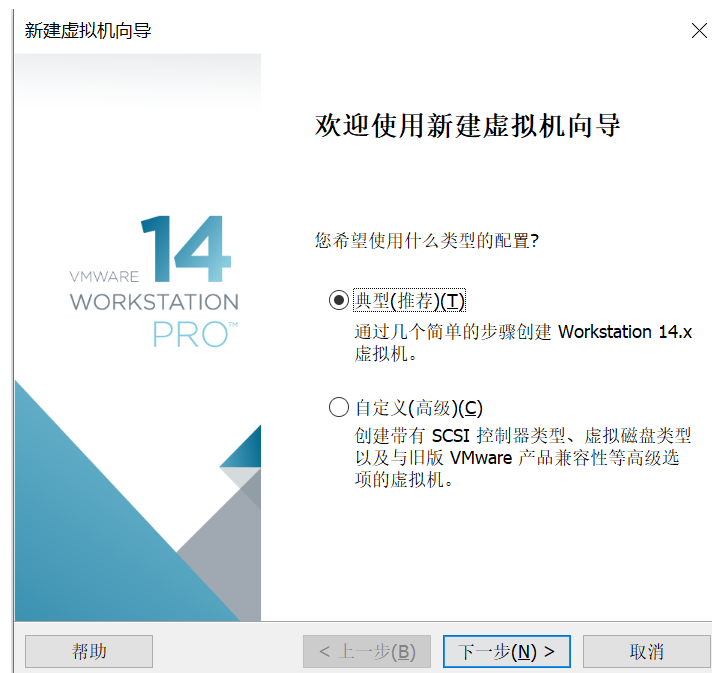 新建虚拟机向导
欢迎使用新建虚拟机向导
14
VMWARE
WORKSTATION
PRO™
您希望使用什么类型的配置?
典型(推荐)(T)
通过几个简单的步骤创建 Workstation 14.x
虚拟机。
自定义(高级)(C)
创建带有 SCSI 控制器类型、虚拟磁盘类型
以及与旧版 VMware 产品兼容性等高级选
项的虚拟机。
帮助
< 上一步(B)
下一步(N) >
取消